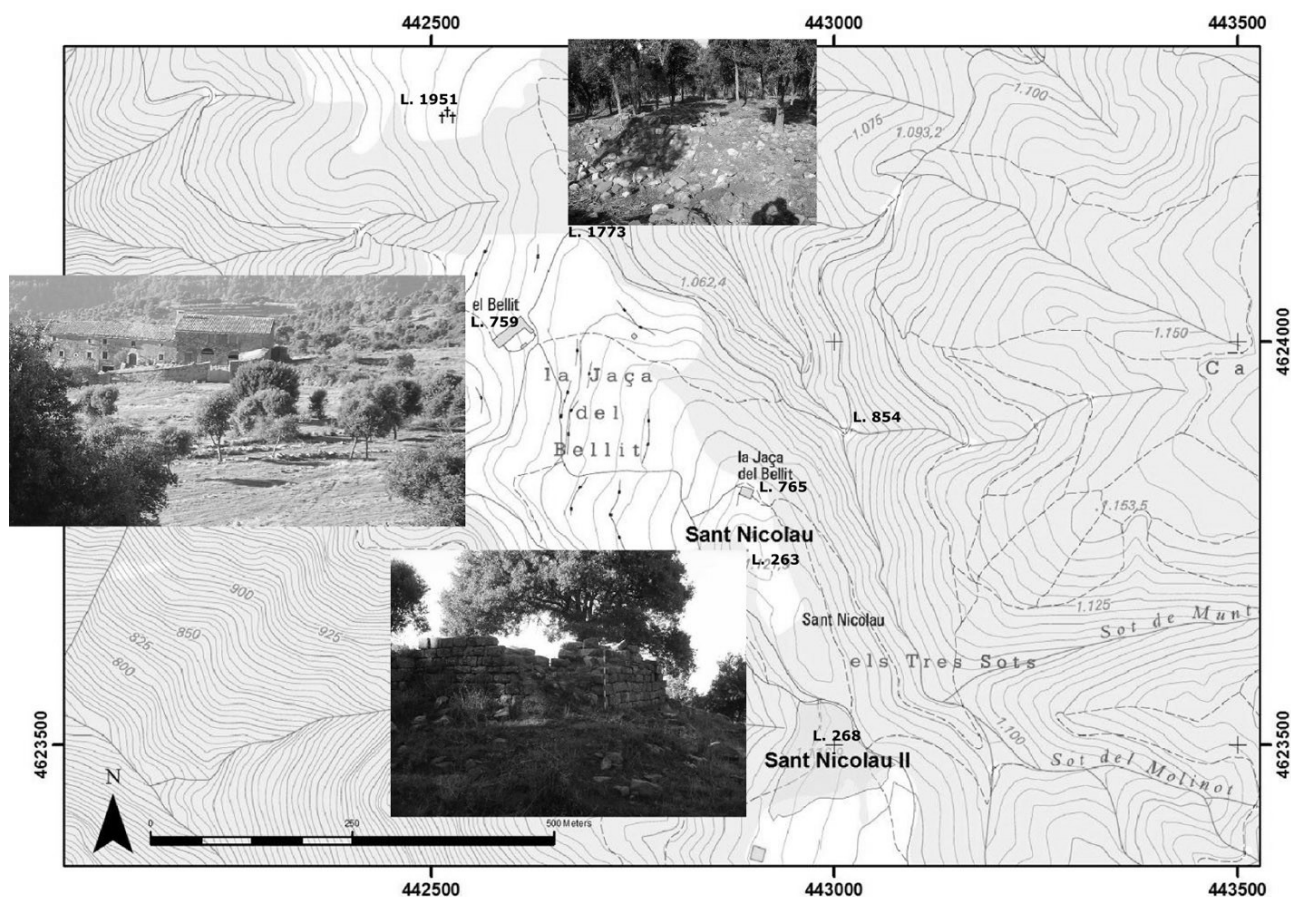 442500
443000
443500
L. 1951
1.100
1.075
1.093,2
L. 1773
1.062,4
el Bellit
L. 759
4624000
1.150
la Jaça
del
Bellit
C a
L. 854
la Jaça
del Bellit
L. 765
1.153,5
Sant Nicolau
L. 263
900
825
850
925
800
Sant Nicolau
1.125
Sot de Munt
els Tres Sots
4623500
L. 268
Sant Nicolau II
1.100
Sot del Molinot
4623500
N
0
250
500 Meters
442500
443000
443500